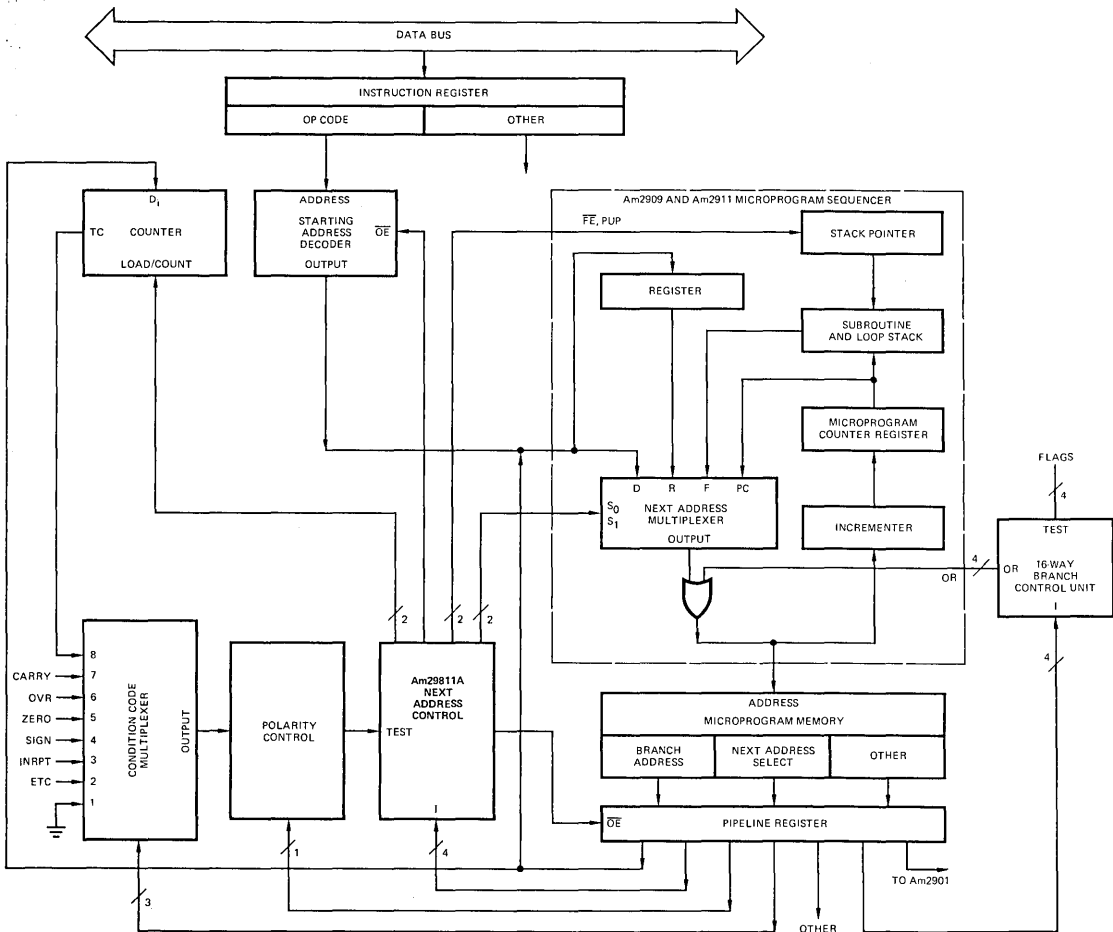 DATA BUS
INSTRUCTION REGISTER
OP CODE
OTHER
D1
TC
COUNTER
LOAD/COUNT
ADDRESS
STARTING
ADDRESS
DECODER
OE
OUTPUT
Am2909 AND Am2911 MICROPROGRAM SEQUENCER
FE, PUP
STACK POINTER
REGISTER
SUBROUTINE
AND LOOP STACK
MICROPROGRAM
COUNTER REGISTER
D R F PC
S0
S1
NEXT ADDRESS
MULTIPLEXER
OUTPUT
INCREMENTER
FLAGS
4
TEST
OR
16-WAY
BRANCH
CONTROL UNIT
I
4
OR
4
2
2
2
8
CARRY 7
OVR 6
ZERO 5
SIGN 4
INRPT 3
ETC 2
1
CONDITION CODE
MULTIPLEXER
OUTPUT
POLARITY
CONTROL
Am29811A
NEXT
ADDRESS
CONTROL
TEST
I
ADDRESS
MICROPROGRAM MEMORY
BRANCH
ADDRESS
NEXT ADDRESS
SELECT
OTHER
OE
PIPELINE REGISTER
1
4
3
TO Am2901
OTHER